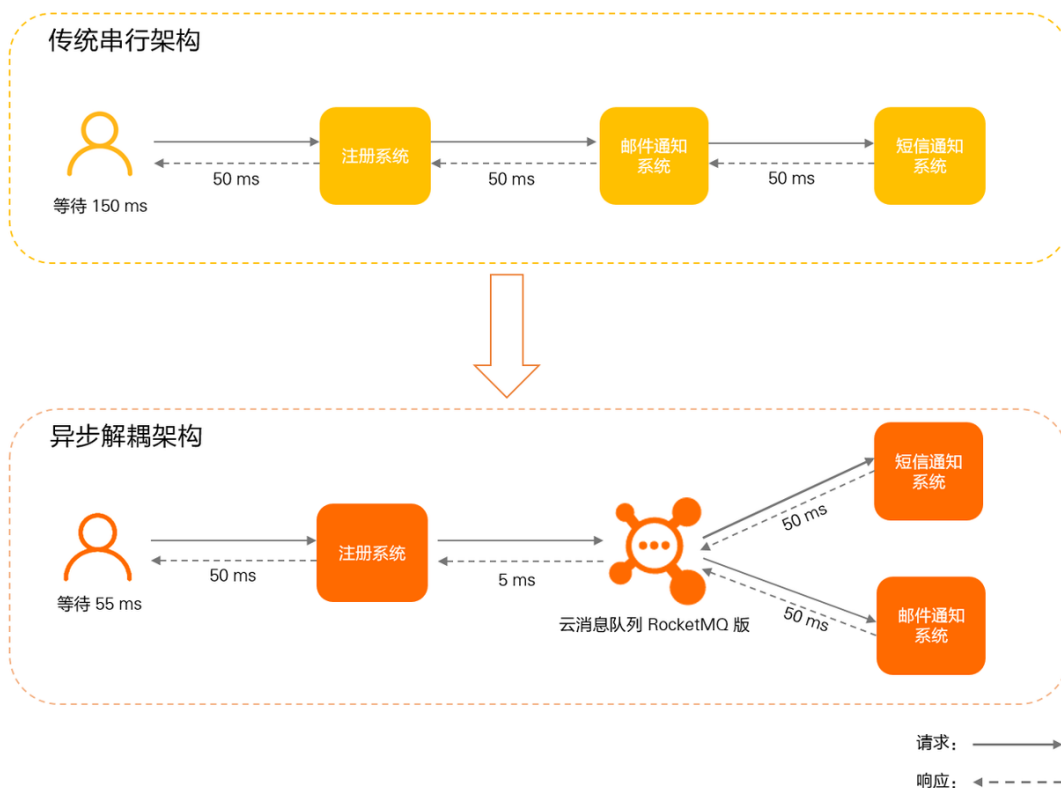 传统串行架构
注册系统
邮件通知
系统
短信通知
系统
50 ms
50 ms
50 ms
等待 150 ms
异步解耦架构
短信通知
系统
注册系统
50 ms
50 ms
5 ms
等待 55 ms
云消息队列 RocketMQ 版
50 ms
邮件通知
系统
请求：
响应：